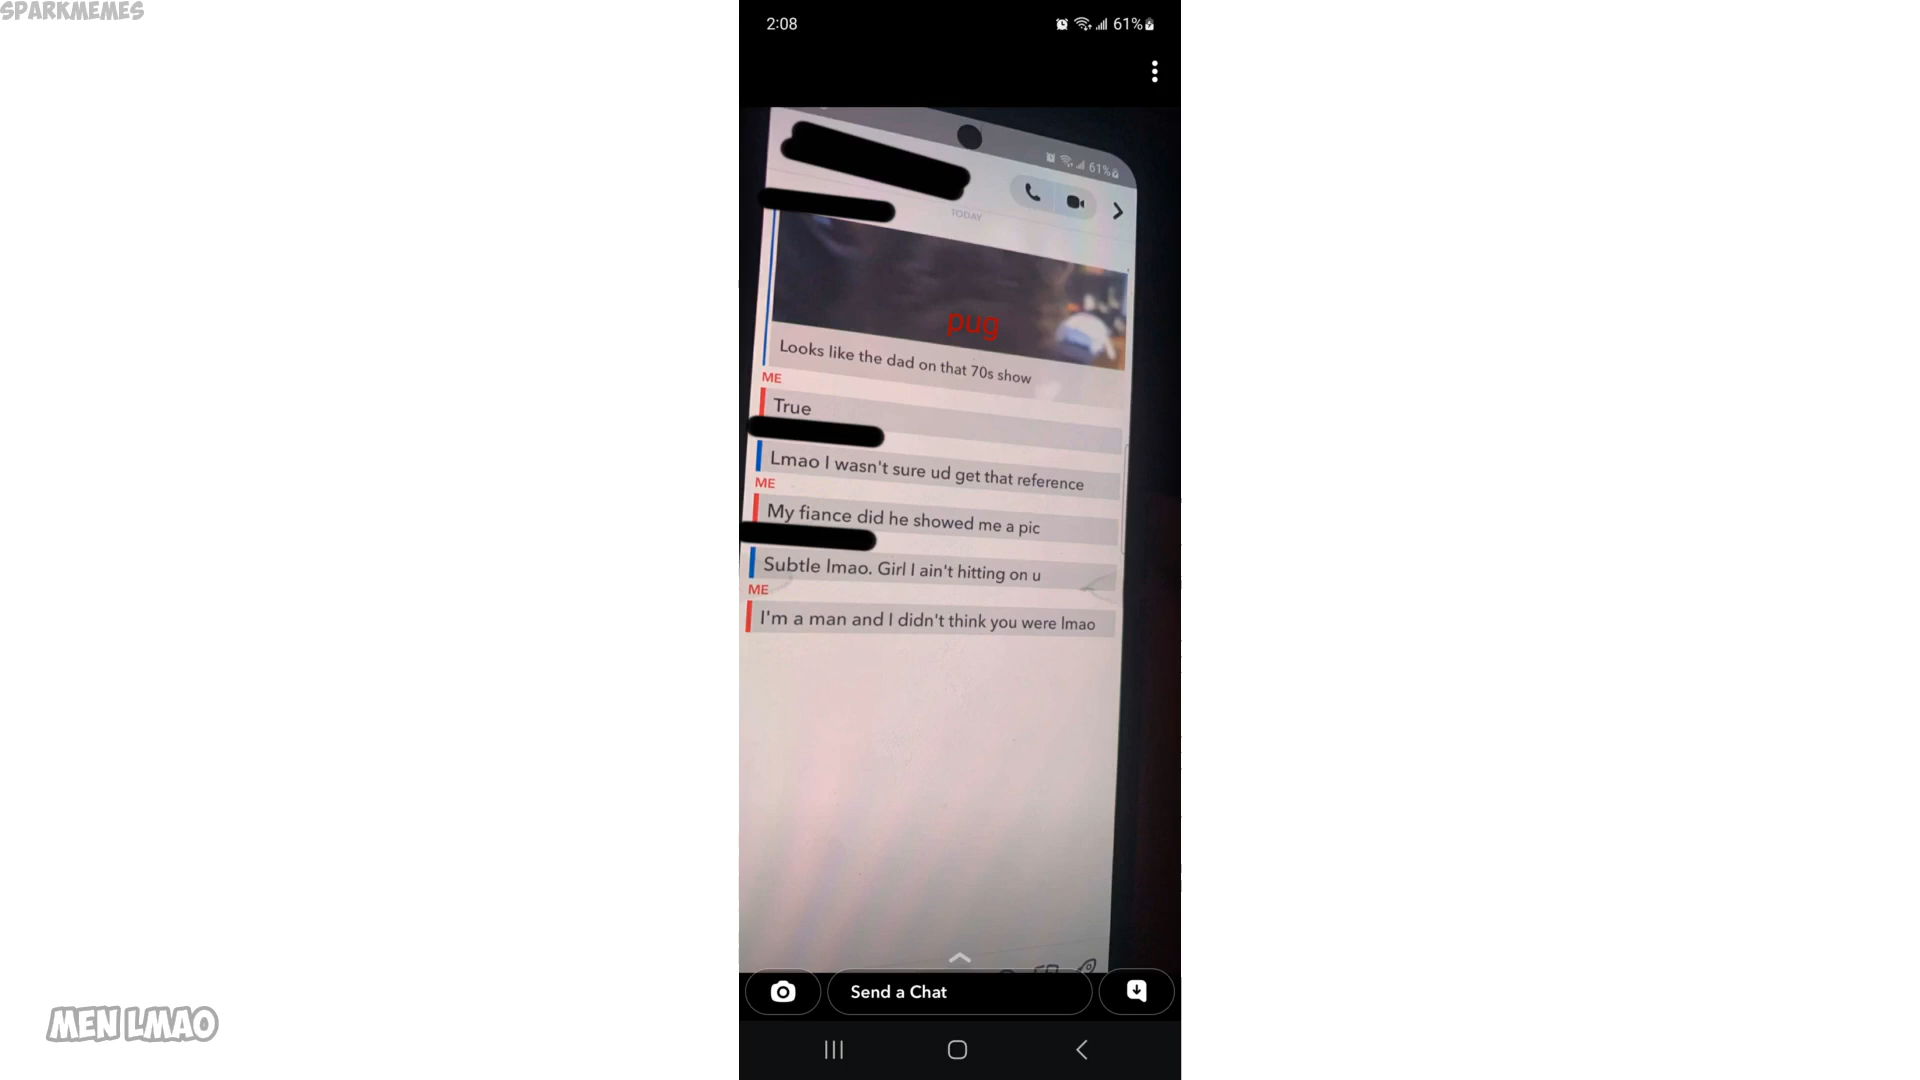 SPARKMEMES
2:08
61%
61%
TODAY
pug
Looks like the dad on that 70s show
ME
True
Lmao I wasn't sure ud get that reference
ME
My fiance did he showed me a pic
Subtle lmao. Girl I ain't hitting on u
ME
I'm a man and I didn't think you were lmao
Send a Chat
MEN LMAO